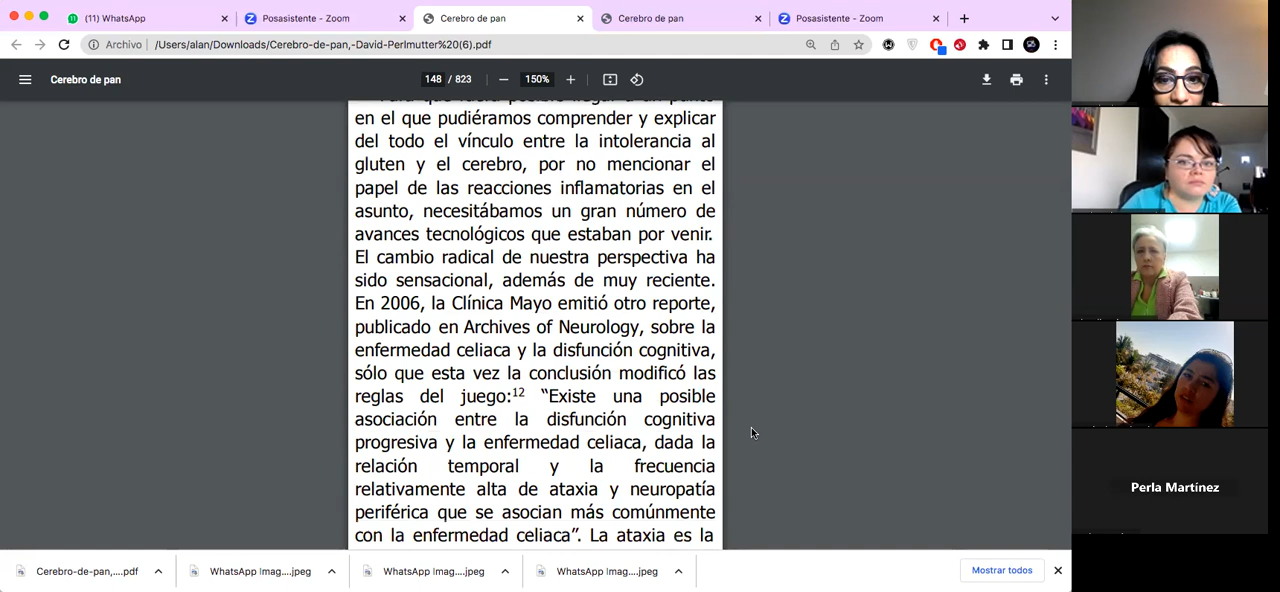 (11) WhatsApp
Posasistente - Zoom
Cerebro de pan
Cerebro de pan
Posasistente - Zoom
Archivo
/Users/alan/Downloads/Cerebro-de-pan,-David-Perlmutter%20(6).pdf
Cerebro de pan
148 / 823
150%
en el que pudiéramos comprender y explicar
del todo el vínculo entre la intolerancia al
gluten y el cerebro, por no mencionar el
papel de las reacciones inflamatorias en el
asunto, necesitábamos un gran número de
avances tecnológicos que estaban por venir.
El cambio radical de nuestra perspectiva ha
sido sensacional, además de muy reciente.
En 2006, la Clínica Mayo emitió otro reporte,
publicado en Archives of Neurology, sobre la
enfermedad celiaca y la disfunción cognitiva,
sólo que esta vez la conclusión modificó las
reglas del juego:¹² “Existe una posible
asociación entre la disfunción cognitiva
progresiva y la enfermedad celiaca, dada la
relación temporal y la frecuencia
relativamente alta de ataxia y neuropatía
periférica que se asocian más comúnmente
con la enfermedad celiaca”. La ataxia es la
Perla Martínez
Cerebro-de-pan,....pdf
WhatsApp Imag....jpeg
WhatsApp Imag....jpeg
WhatsApp Imag....jpeg
Mostrar todos